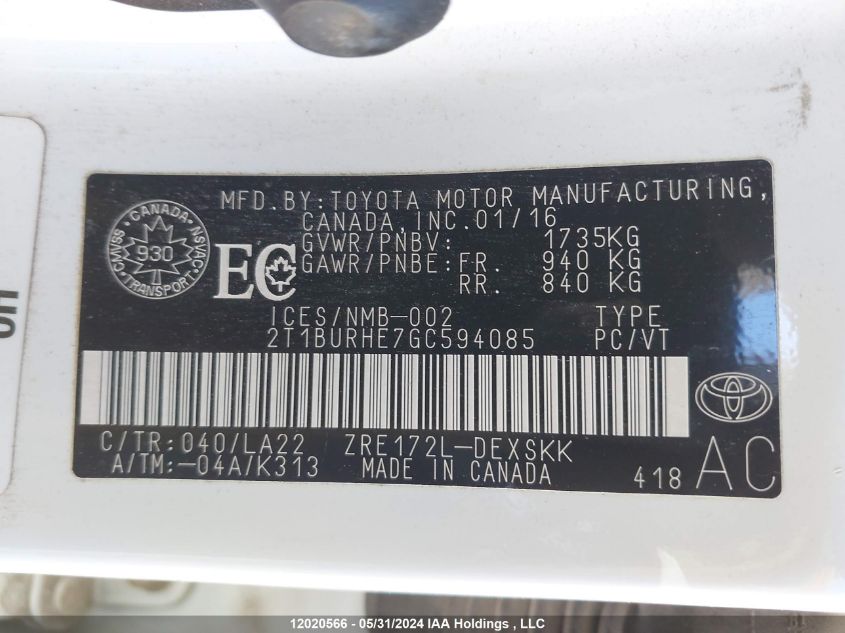 MFD.BY:TOYOTA MOTOR MANUFACTURING,
CANADA,INC.01/16
GVWR/PNBV: 1735KG
GAWR/PNBE:FR. 940 KG
RR. 840 KG
CANADA
CMVSS 930 NSVAC
TRANSPORT
EC
ICES/NMB-002 TYPE
2T1BURHE7GC594085 PC/VT
C/TR:040/LA22 ZRE172L-DEXSKK
A/TM:-04A/K313 MADE IN CANADA 418 AC
12020566 - 05/31/2024 IAA Holdings , LLC